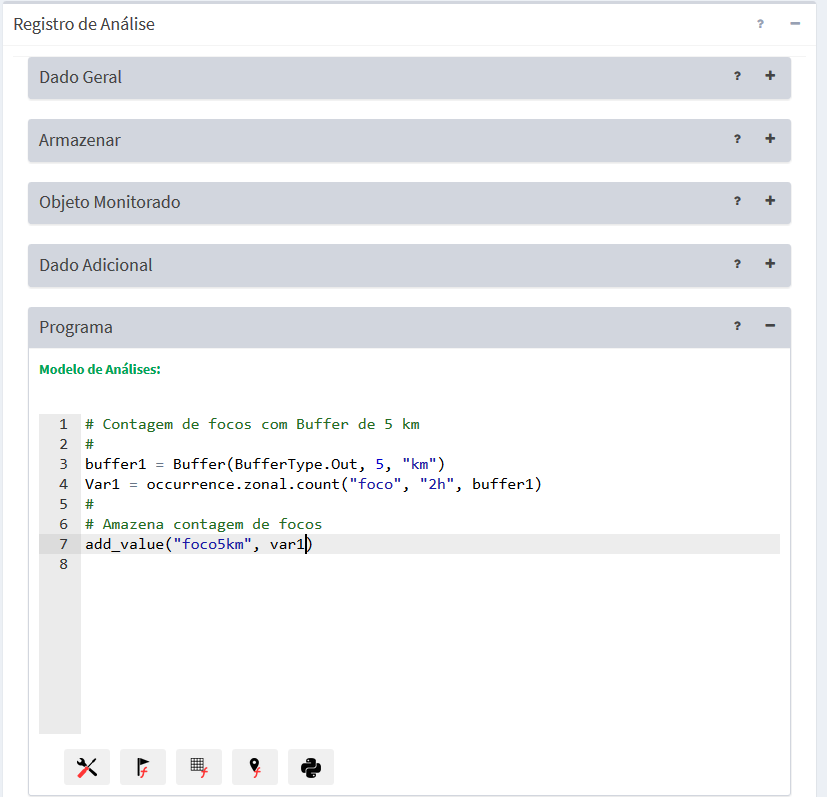 Registro de Análise ? −
Dado Geral ? +
Armazenar ? +
Objeto Monitorado ? +
Dado Adicional ? +
Programa ? −
Modelo de Análises:
1 # Contagem de focos com Buffer de 5 km
2 #
3 buffer1 = Buffer(BufferType.Out, 5, "km")
4 Var1 = occurrence.zonal.count("foco", "2h", buffer1)
5 #
6 # Amazena contagem de focos
7 add_value("foco5km", var1)
8